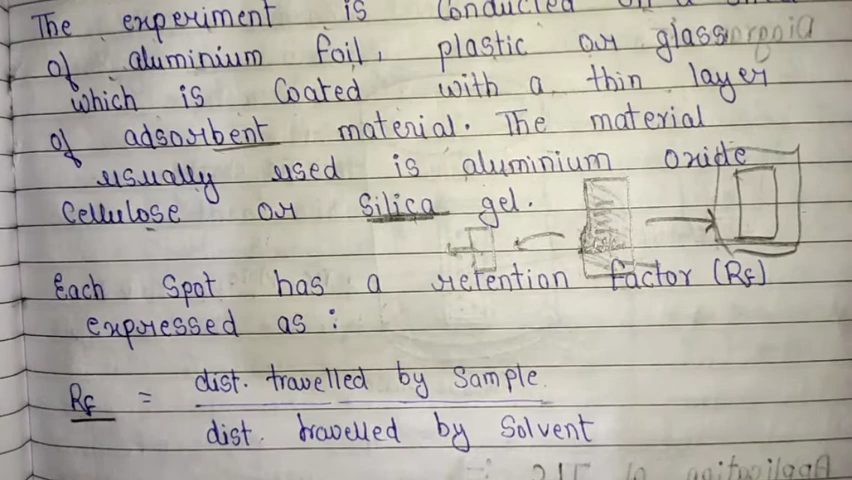 The experiment is conducted on a
of aluminium foil, plastic or glass
which is Coated with a thin layer
of adsorbent material. The material
usually used is aluminium oxide
Cellulose or Silica gel.
Each Spot has a retention factor (Rf)
expressed as :
Rf = dist. travelled by Sample.
dist. travelled by Solvent